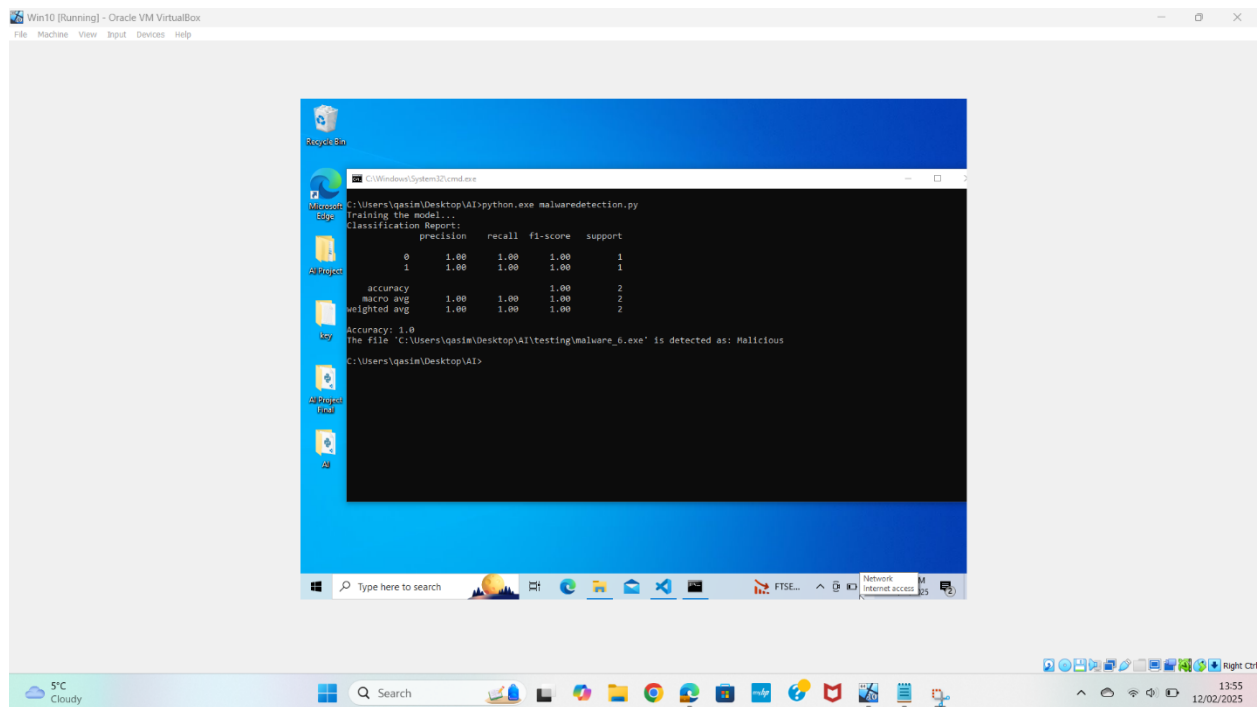 Win10 [Running] - Oracle VM VirtualBox
File Machine View Input Devices Help
Recycle Bin
C:\Windows\System32\cmd.exe
Microsoft Edge
C:\Users\qasim\Desktop\AI>python.exe malwaredetection.py
Training the model...
Classification Report:
precision recall f1-score support
0 1.00 1.00 1.00 1
1 1.00 1.00 1.00 1
accuracy 1.00 2
macro avg 1.00 1.00 1.00 2
weighted avg 1.00 1.00 1.00 2
Accuracy: 1.0
The file 'C:\Users\qasim\Desktop\AI\testing\malware_6.exe' is detected as: Malicious
C:\Users\qasim\Desktop\AI>
AI Project
key
AI Project
Final
AI
Type here to search
FTSE...
Network
Internet access
M
25
2
Right Ctrl
5°C
Cloudy
Search
13:55
12/02/2025